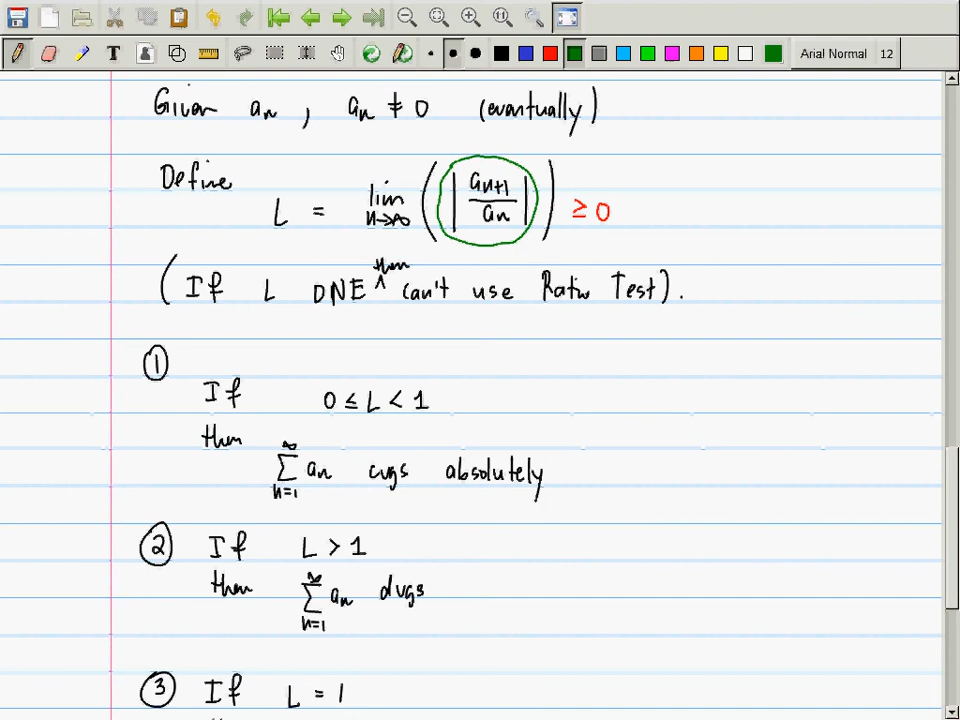 Arial Normal 12
Given aₙ , aₙ ≠ 0 (eventually)
Define L = lim n→∞ ( | aₙ₊₁ / aₙ | ) ≥ 0
(If L DNE ^then can't use Ratio Test).
① If 0 ≤ L < 1
then ∑ n=1 ∞ aₙ cvgs absolutely
② If L > 1
then ∑ n=1 ∞ aₙ dvgs
③ If L = 1